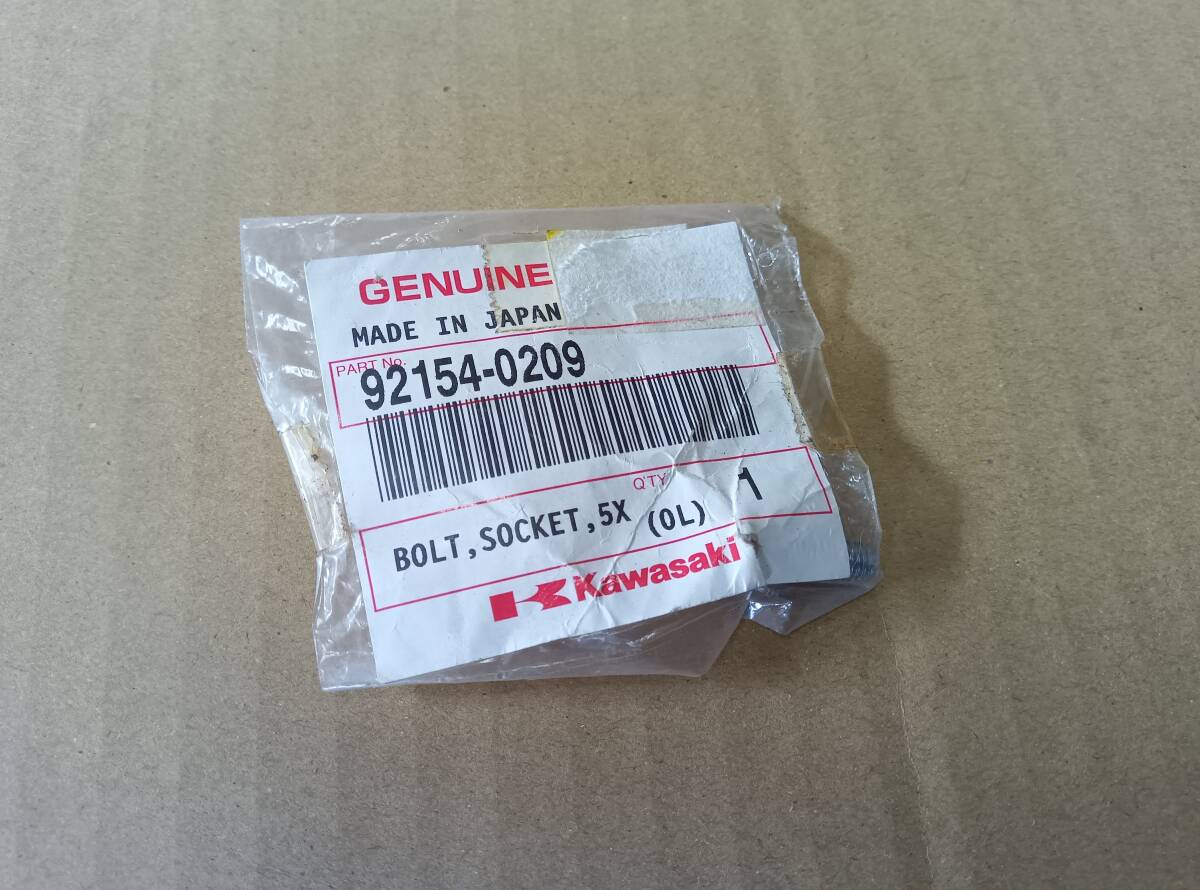 GENUINE
MADE IN JAPAN
PART No.
92154-0209
Q'TY 1
BOLT,SOCKET,5X (OL)
Kawasaki